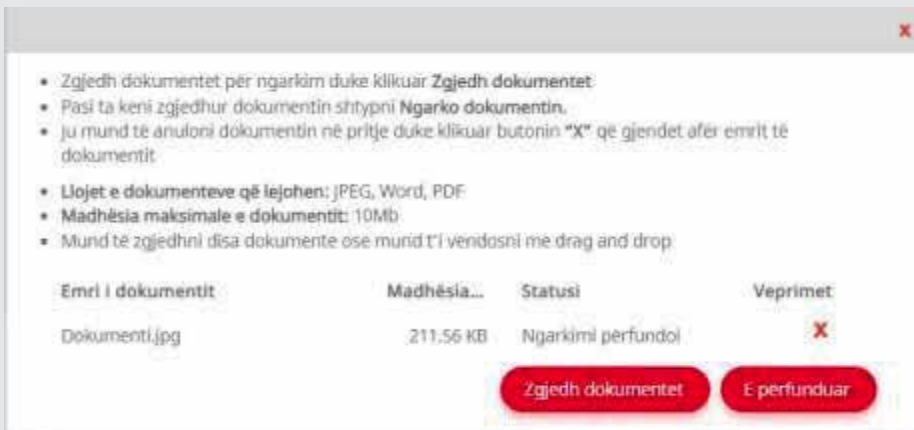 X
• Zgjedh dokumentet për ngarkim duke klikuar Zgjedh dokumentet
• Pasi ta keni zgjedhur dokumentin shtypni Ngarko dokumentin.
• Ju mund të anuloni dokumentin në pritje duke klikuar butonin "X" që gjendet afër emrit të
dokumentit
• Llojet e dokumenteve që lejohen: JPEG, Word, PDF
• Madhësia maksimale e dokumentit: 10Mb
• Mund të zgjedhni disa dokumente ose mund t'i vendosni me drag and drop
Emri i dokumentit Madhësia... Statusi Veprimet
Dokumenti.jpg 211.56 KB Ngarkimi përfundoi X
Zgjedh dokumentet E përfunduar